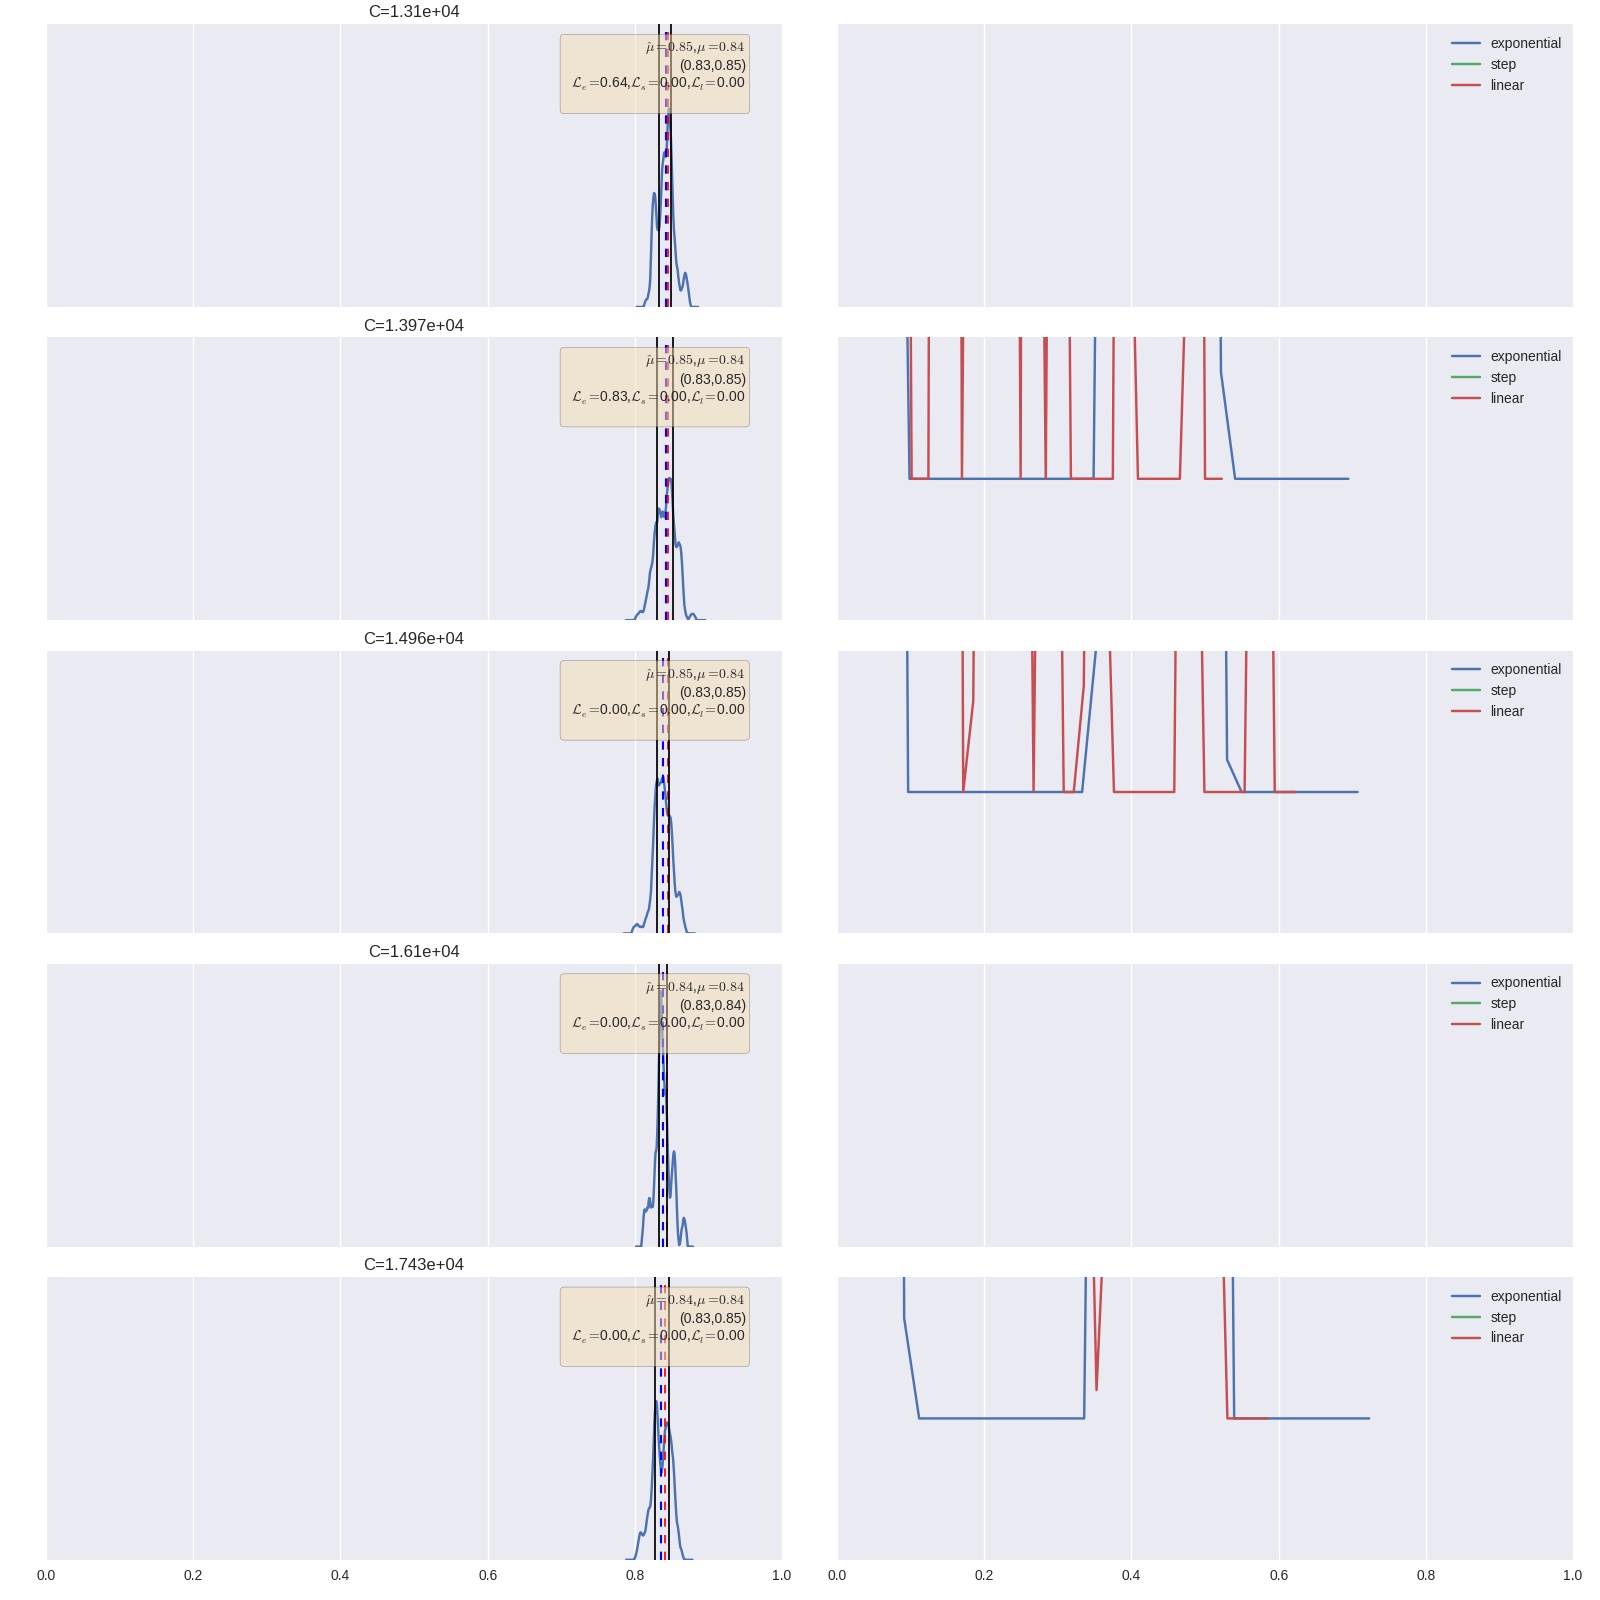 C=1.31e+04
μ̂=0.85,μ=0.84
(0.83,0.85)
ℒₑ=0.64,ℒₛ=0.00,ℒₗ=0.00
exponential
step
linear
C=1.397e+04
μ̂=0.85,μ=0.84
(0.83,0.85)
ℒₑ=0.83,ℒₛ=0.00,ℒₗ=0.00
exponential
step
linear
C=1.496e+04
μ̂=0.85,μ=0.84
(0.83,0.85)
ℒₑ=0.00,ℒₛ=0.00,ℒₗ=0.00
exponential
step
linear
C=1.61e+04
μ̂=0.84,μ=0.84
(0.83,0.84)
ℒₑ=0.00,ℒₛ=0.00,ℒₗ=0.00
exponential
step
linear
C=1.743e+04
μ̂=0.84,μ=0.84
(0.83,0.85)
ℒₑ=0.00,ℒₛ=0.00,ℒₗ=0.00
exponential
step
linear
0.0 0.2 0.4 0.6 0.8 1.0
0.0 0.2 0.4 0.6 0.8 1.0